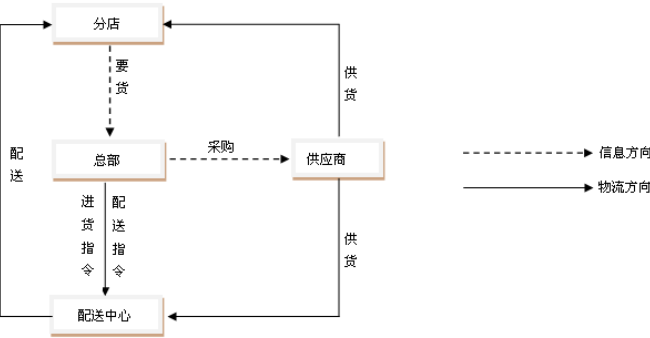 分店
要货
供货
采购
总部
供应商
信息方向
物流方向
配送
进货指令
配送指令
供货
配送中心